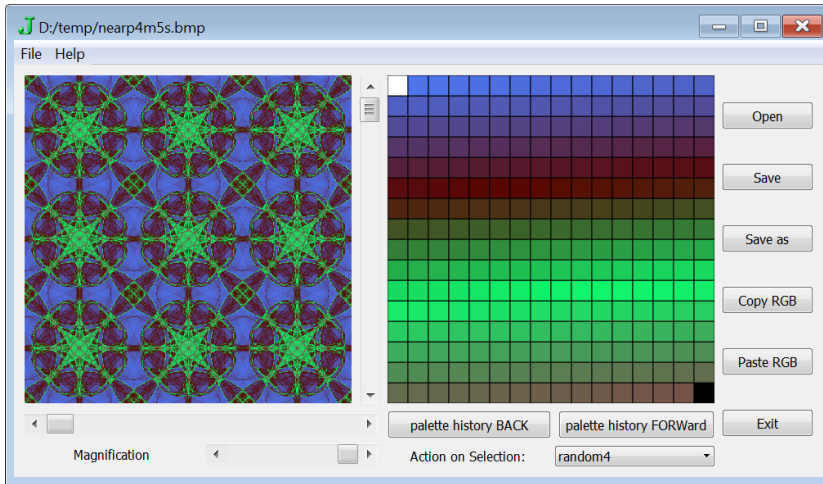 D:/temp/nearp4m5s.bmp
File Help
Open
Save
Save as
Copy RGB
Paste RGB
palette history BACK
palette history FORWard
Exit
Magnification
Action on Selection:
random4